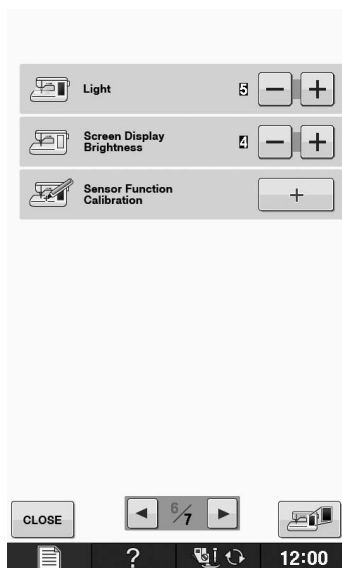 Light 5 − +
Screen Display
Brightness 4 − +
Sensor Function
Calibration +
CLOSE ◄ 6/7 ►
? 12:00